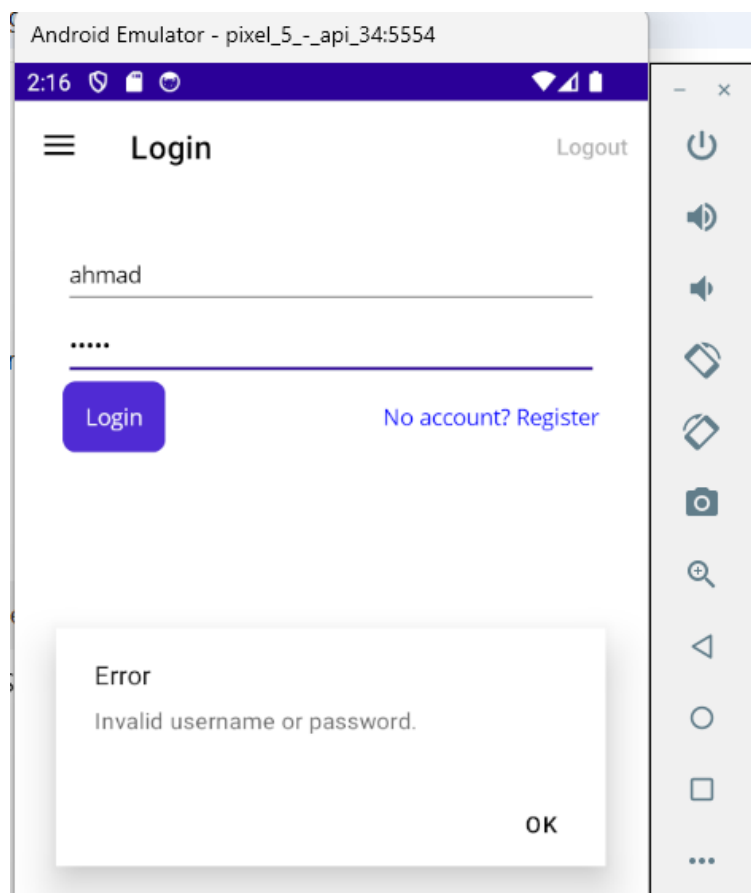 Android Emulator - pixel_5_-_api_34:5554
2:16
Login Logout
ahmad
•••••
Login No account? Register
Error
Invalid username or password.
OK